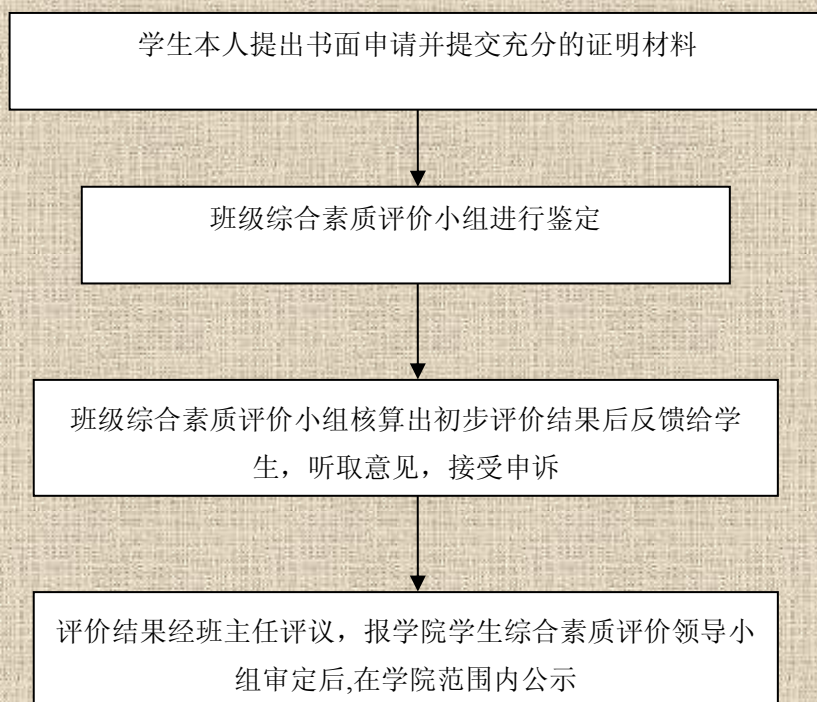 学生本人提出书面申请并提交充分的证明材料
班级综合素质评价小组进行鉴定
班级综合素质评价小组核算出初步评价结果后反馈给学
生，听取意见，接受申诉
评价结果经班主任评议，报学院学生综合素质评价领导小
组审定后,在学院范围内公示